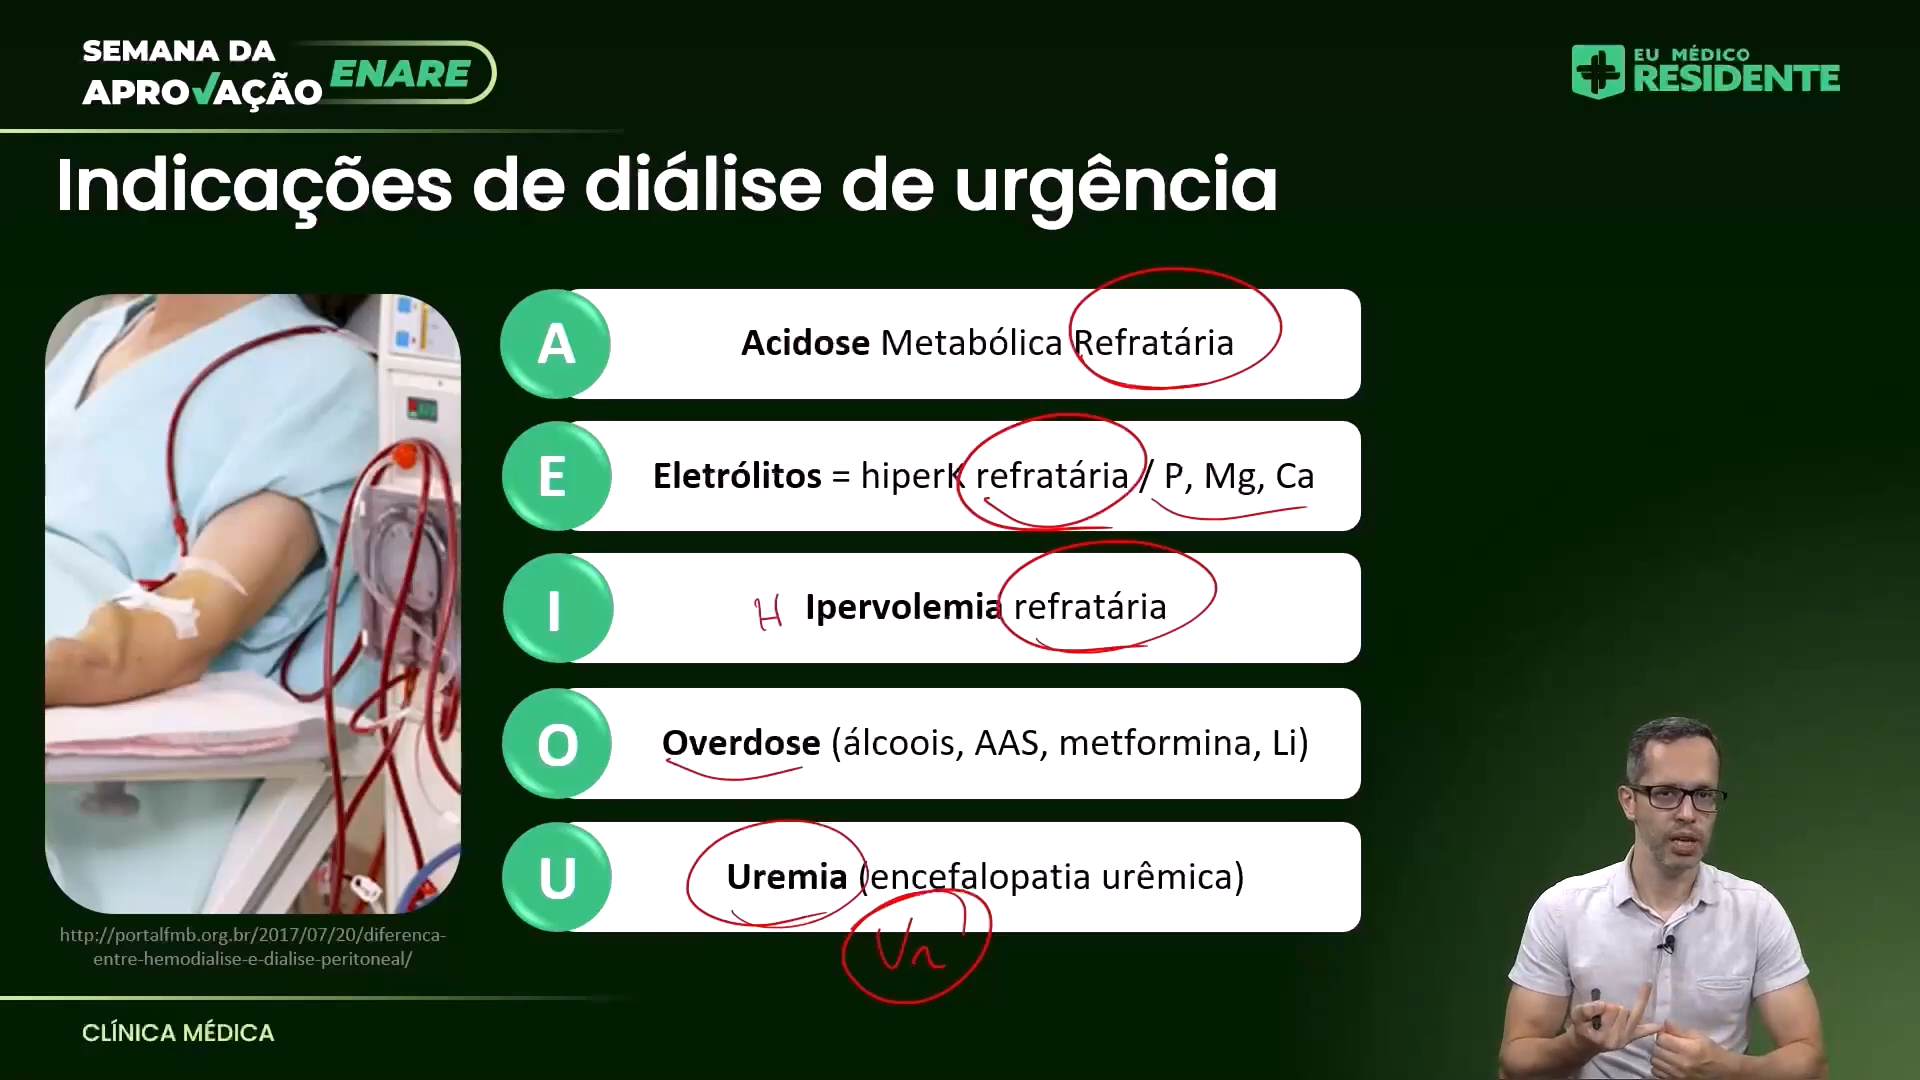 SEMANA DA
APROVAÇÃO ENARE
EU MÉDICO
RESIDENTE
Indicações de diálise de urgência
A
Acidose Metabólica Refratária
E
Eletrólitos = hiperK refratária / P, Mg, Ca
I
H Ipervolemia refratária
O
Overdose (álcoois, AAS, metformina, Li)
U
Uremia (encefalopatia urêmica)
Ur
http://portalfmb.org.br/2017/07/20/diferenca-
entre-hemodialise-e-dialise-peritoneal/
CLÍNICA MÉDICA